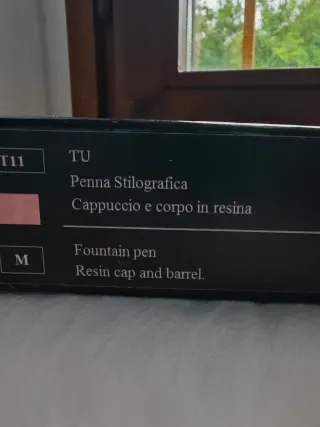 T11
TU
Penna Stilografica
Cappuccio e corpo in resina
M
Fountain pen
Resin cap and barrel.